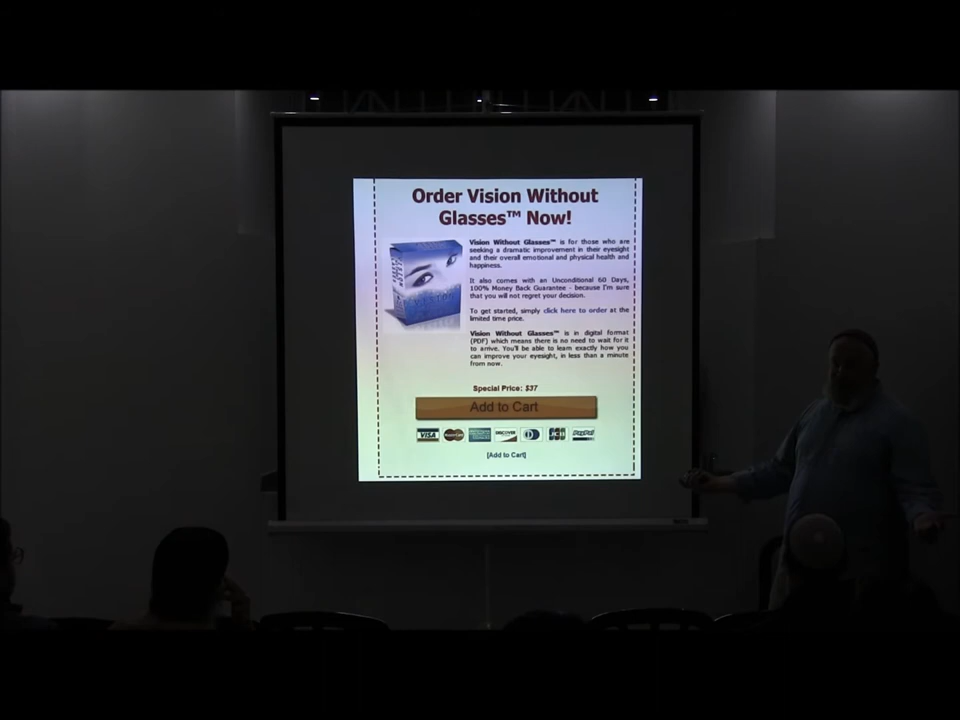 Order Vision Without
Glasses™ Now!
Vision Without Glasses™ is for those who are
seeking a dramatic improvement in their eyesight
and their overall emotional and physical health and
happiness.
It also comes with an Unconditional 60 Days,
100% Money Back Guarantee - because I'm sure
that you will not regret your decision.
To get started, simply click here to order at the
limited time price.
Vision Without Glasses™ is in digital format
(PDF) which means there is no need to wait for it
to arrive. You'll be able to learn exactly how you
can improve your eyesight, in less than a minute
from now.
Special Price: $37
Add to Cart
VISA MasterCard DISCOVER JCB PayPal
[Add to Cart]